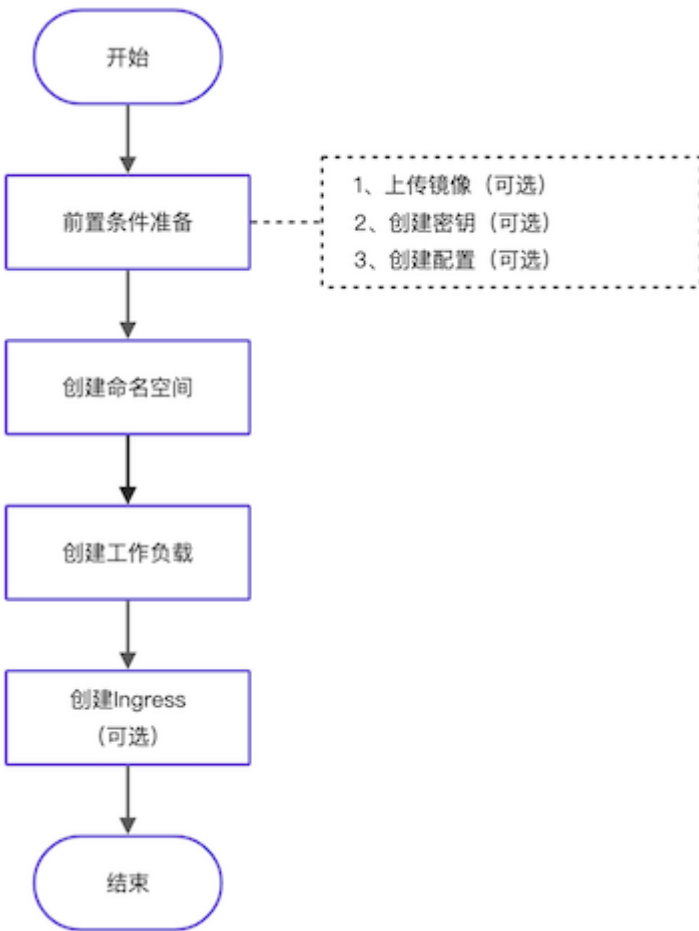 开始
前置条件准备
1、上传镜像（可选）
2、创建密钥（可选）
3、创建配置（可选）
创建命名空间
创建工作负载
创建Ingress
（可选）
结束